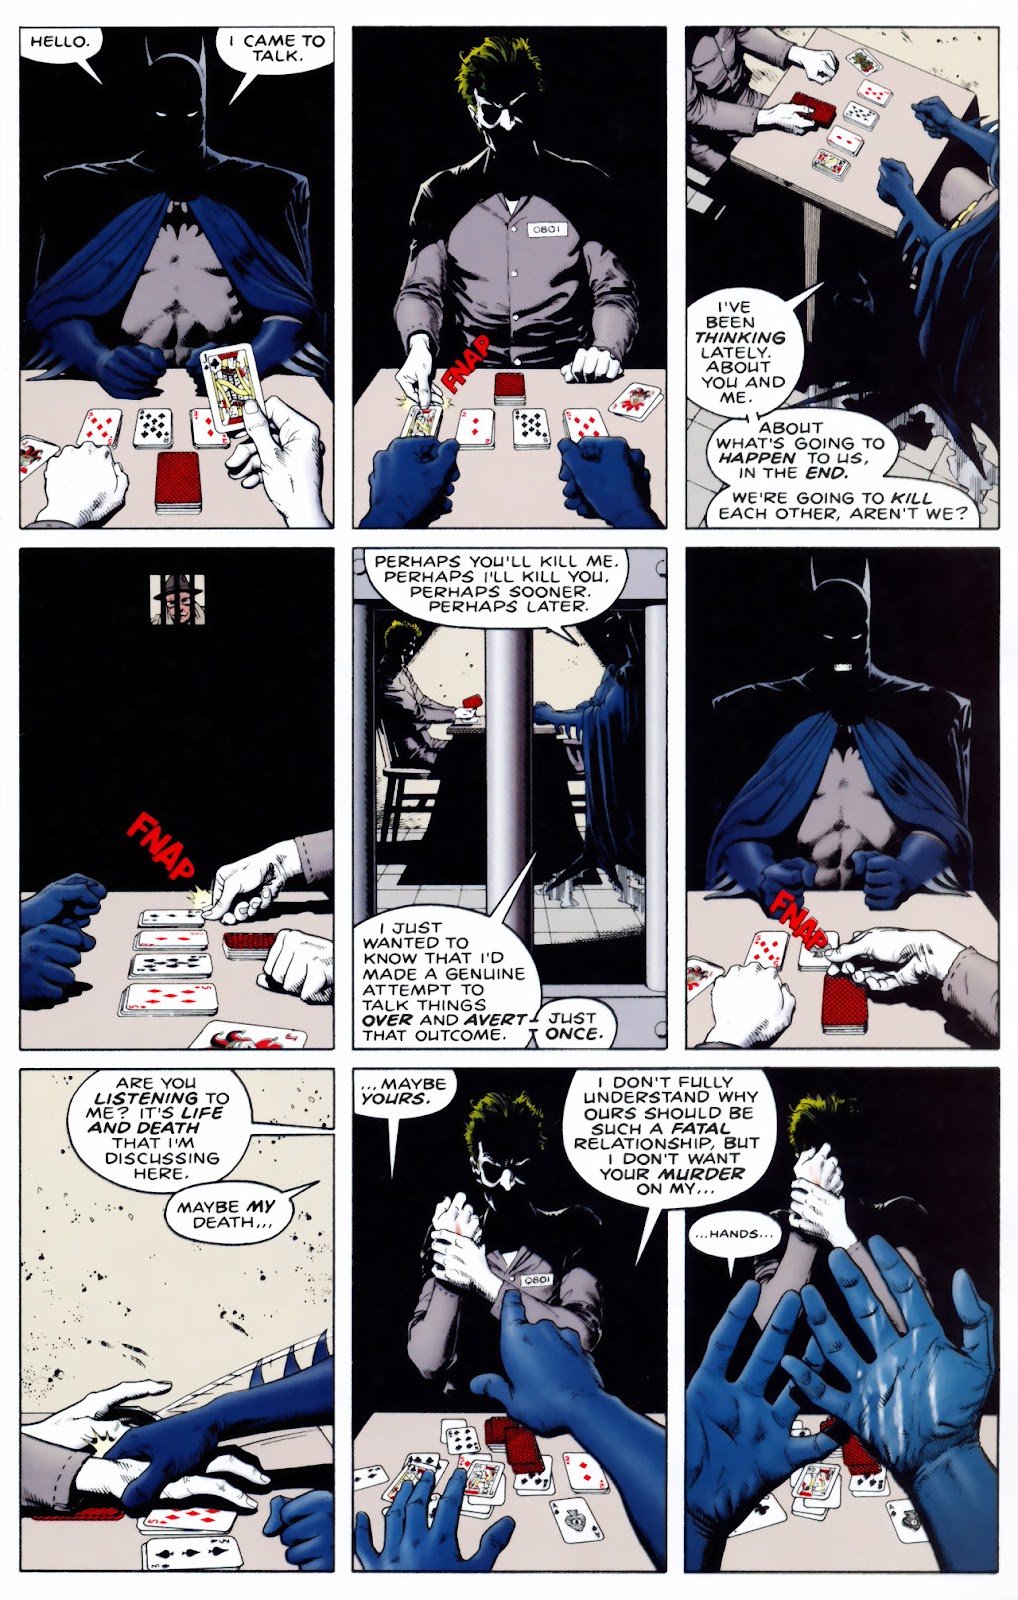 HELLO.
I CAME TO
TALK.
FNAP
0801
I'VE
BEEN
THINKING
LATELY.
ABOUT
YOU AND
ME.
ABOUT
WHAT'S GOING TO
HAPPEN TO US,
IN THE END.
WE'RE GOING TO KILL
EACH OTHER, AREN'T WE?
FNAP
PERHAPS YOU'LL KILL ME.
PERHAPS I'LL KILL YOU.
PERHAPS SOONER.
PERHAPS LATER.
I JUST
WANTED TO
KNOW THAT I'D
MADE A GENUINE
ATTEMPT TO
TALK THINGS
OVER AND AVERT
THAT OUTCOME.
JUST
ONCE.
FNAP
ARE YOU
LISTENING TO
ME? IT'S LIFE
AND DEATH
THAT I'M
DISCUSSING
HERE.
MAYBE MY
DEATH...
...MAYBE
YOURS.
I DON'T FULLY
UNDERSTAND WHY
OURS SHOULD BE
SUCH A FATAL
RELATIONSHIP, BUT
I DON'T WANT
YOUR MURDER
ON MY...
0801
...HANDS...